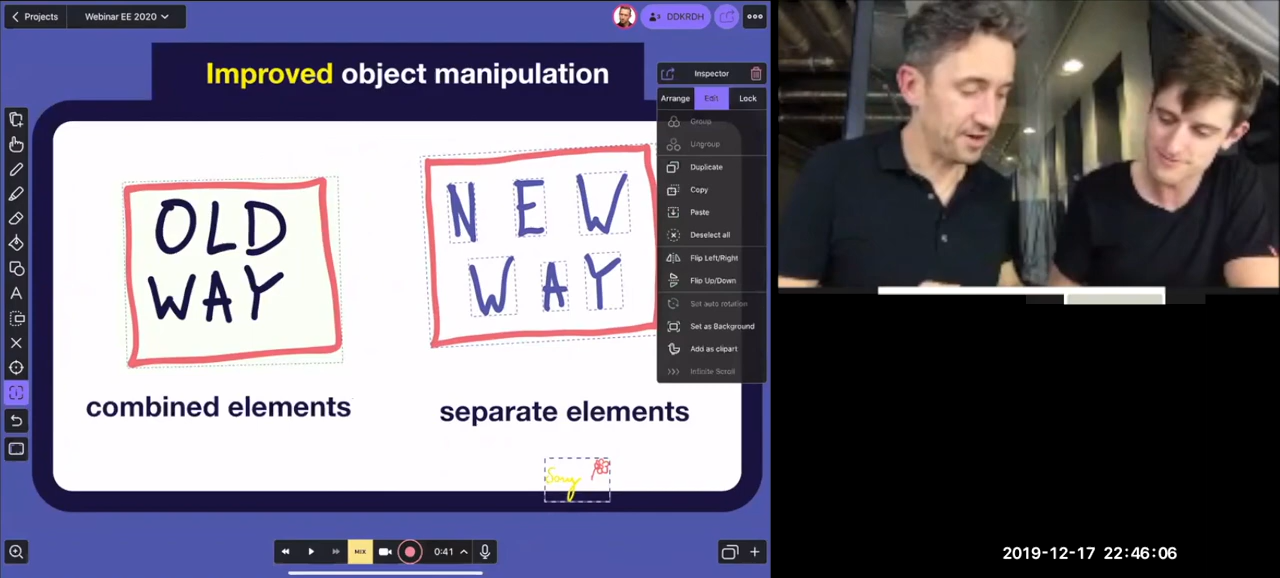 Projects
Webinar EE 2020
DDKRDH
Improved object manipulation
Inspector
Arrange Edit Lock
Group
Ungroup
Duplicate
Copy
Paste
Deselect all
Flip Left/Right
Flip Up/Down
Set auto rotation
Set as Background
Add as clipart
Infinite Scroll
OLD
WAY
NEW
WAY
combined elements
separate elements
MIX
0:41
2019-12-17 22:46:06